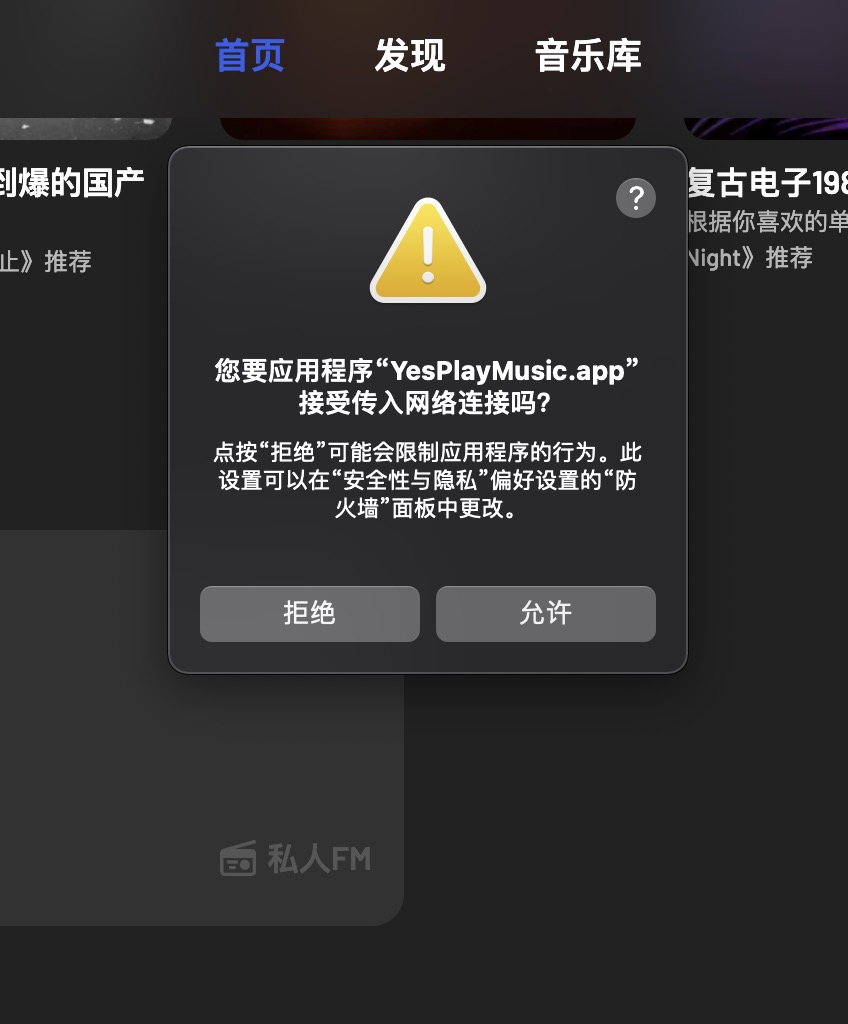 首页 发现 音乐库
到爆的国产
复古电子198
根据你喜欢的单
止》推荐
Night》推荐
?
您要应用程序“YesPlayMusic.app”
接受传入网络连接吗?
点按“拒绝”可能会限制应用程序的行为。此
设置可以在“安全性与隐私”偏好设置的“防
火墙”面板中更改。
拒绝 允许
私人FM